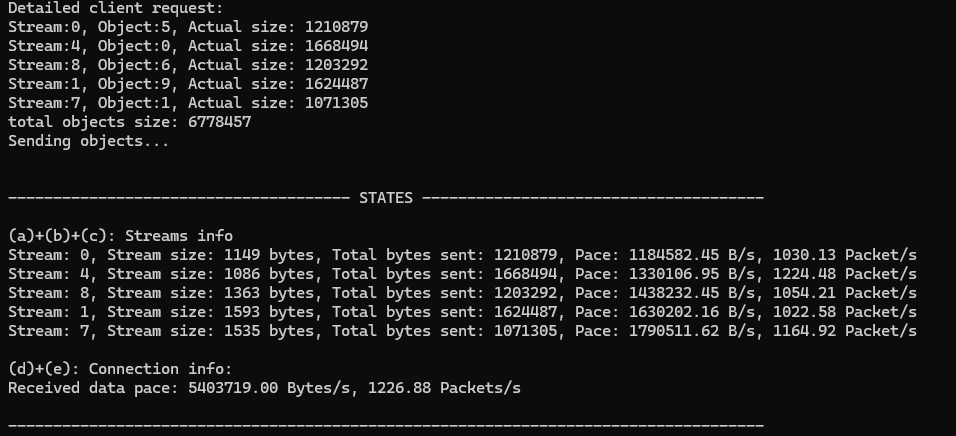 Detailed client request:
Stream:0, Object:5, Actual size: 1210879
Stream:4, Object:0, Actual size: 1668494
Stream:8, Object:6, Actual size: 1203292
Stream:1, Object:9, Actual size: 1624487
Stream:7, Object:1, Actual size: 1071305
total objects size: 6778457
Sending objects...
-------------------------------------- STATES --------------------------------------
(a)+(b)+(c): Streams info
Stream: 0, Stream size: 1149 bytes, Total bytes sent: 1210879, Pace: 1184582.45 B/s, 1030.13 Packet/s
Stream: 4, Stream size: 1086 bytes, Total bytes sent: 1668494, Pace: 1330106.95 B/s, 1224.48 Packet/s
Stream: 8, Stream size: 1363 bytes, Total bytes sent: 1203292, Pace: 1438232.45 B/s, 1054.21 Packet/s
Stream: 1, Stream size: 1593 bytes, Total bytes sent: 1624487, Pace: 1630202.16 B/s, 1022.58 Packet/s
Stream: 7, Stream size: 1535 bytes, Total bytes sent: 1071305, Pace: 1790511.62 B/s, 1164.92 Packet/s
(d)+(e): Connection info:
Received data pace: 5403719.00 Bytes/s, 1226.88 Packets/s
------------------------------------------------------------------------------------